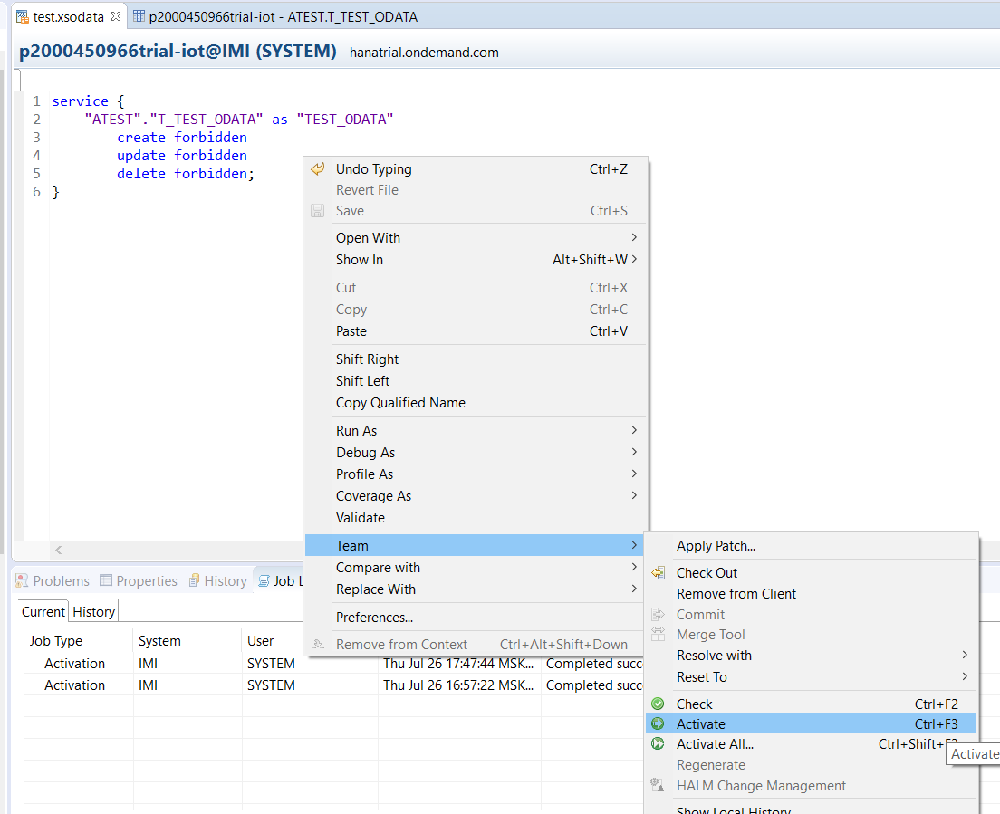 test.xsodata
p2000450966trial-iot - ATEST.T_TEST_ODATA
p2000450966trial-iot@IMI (SYSTEM) hanatrial.ondemand.com
1 service {
2 "ATEST"."T_TEST_ODATA" as "TEST_ODATA"
3 create forbidden
4 update forbidden
5 delete forbidden;
6 }
Undo Typing Ctrl+Z
Revert File
Save Ctrl+S
Open With
Show In Alt+Shift+W
Cut Ctrl+X
Copy Ctrl+C
Paste Ctrl+V
Shift Right
Shift Left
Copy Qualified Name
Run As
Debug As
Profile As
Coverage As
Validate
Team
Compare with
Replace With
Preferences...
Remove from Context Ctrl+Alt+Shift+Down
Apply Patch...
Check Out
Remove from Client
Commit
Merge Tool
Resolve with
Reset To
Check Ctrl+F2
Activate Ctrl+F3
Activate All... Ctrl+Shift+F3
Activate
Regenerate
HALM Change Management
Show Local History
Problems Properties History Job L
Current History
Job Type System User
Activation IMI SYSTEM Thu Jul 26 17:47:44 MSK... Completed succ
Activation IMI SYSTEM Thu Jul 26 16:57:22 MSK... Completed succ